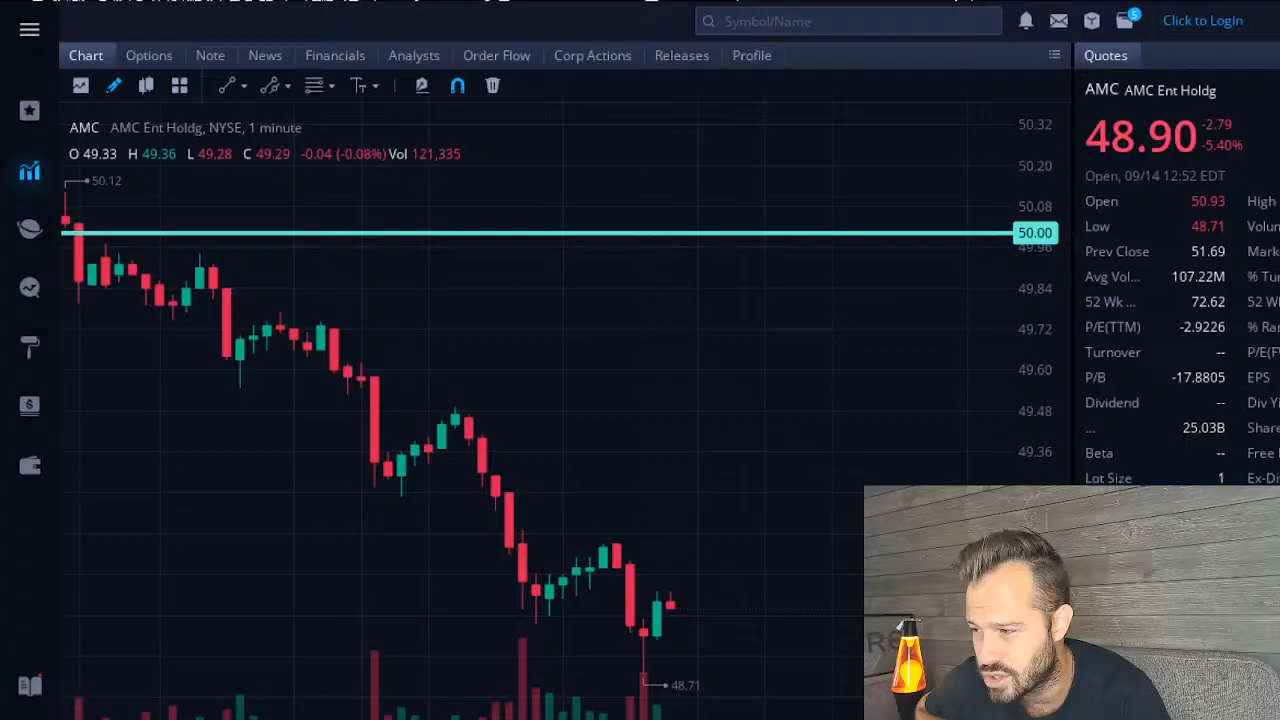 Symbol/Name
5
Click to Login
Chart Options Note News Financials Analysts Order Flow Corp Actions Releases Profile
Quotes
AMC AMC Ent Holdg
48.90 -2.79
-5.40%
Open, 09/14 12:52 EDT
Open 50.93 High
Low 48.71 Volu
Prev Close 51.69 Mark
Avg Vol... 107.22M % Tur
52 Wk ... 72.62 52 W
P/E(TTM) -2.9226 % Ra
Turnover -- P/E(F
P/B -17.8805 EPS
Dividend -- Div Yi
... 25.03B Share
Beta -- Free
Lot Size 1 Ex-Di
AMC AMC Ent Holdg, NYSE, 1 minute
O 49.33 H 49.36 L 49.28 C 49.29 -0.04 (-0.08%) Vol 121,335
50.12
50.32
50.20
50.08
50.00
49.96
49.84
49.72
49.60
49.48
49.36
48.71